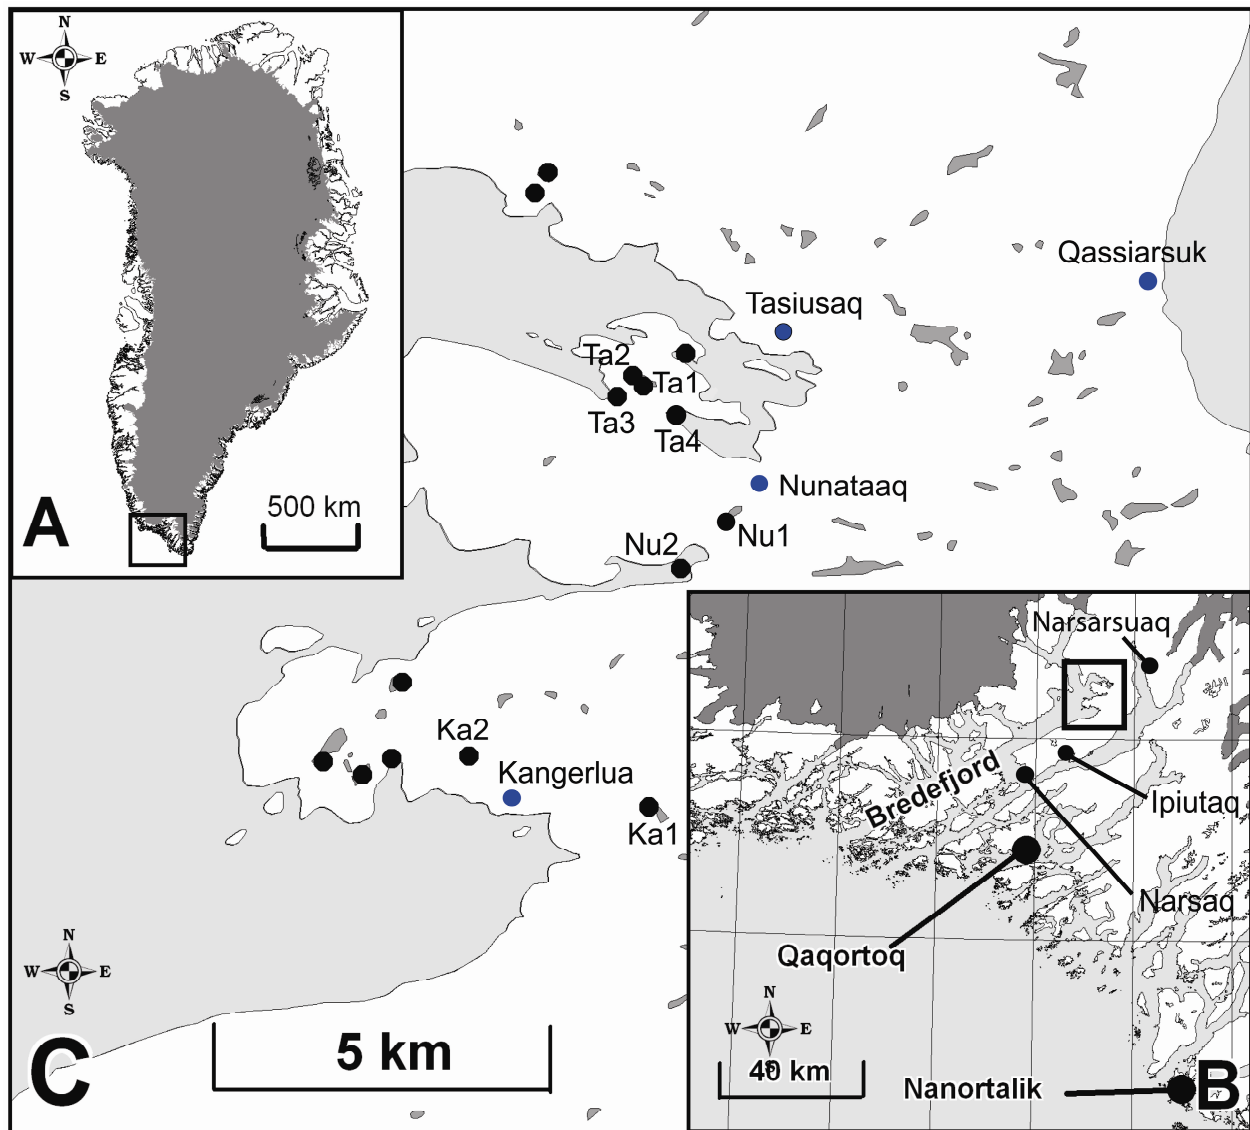 N
W E
S
500 km
A
Qassiarsuk
Tasiusaq
Ta2
Ta1
Ta3
Ta4
Nunataaq
Nu1
Nu2
Ka2
Kangerlua
Ka1
N
W E
S
5 km
C
Narsarsuaq
Bredefjord
Ipiutaq
Narsaq
Qaqortoq
N
W E
S
40 km
Nanortalik
B